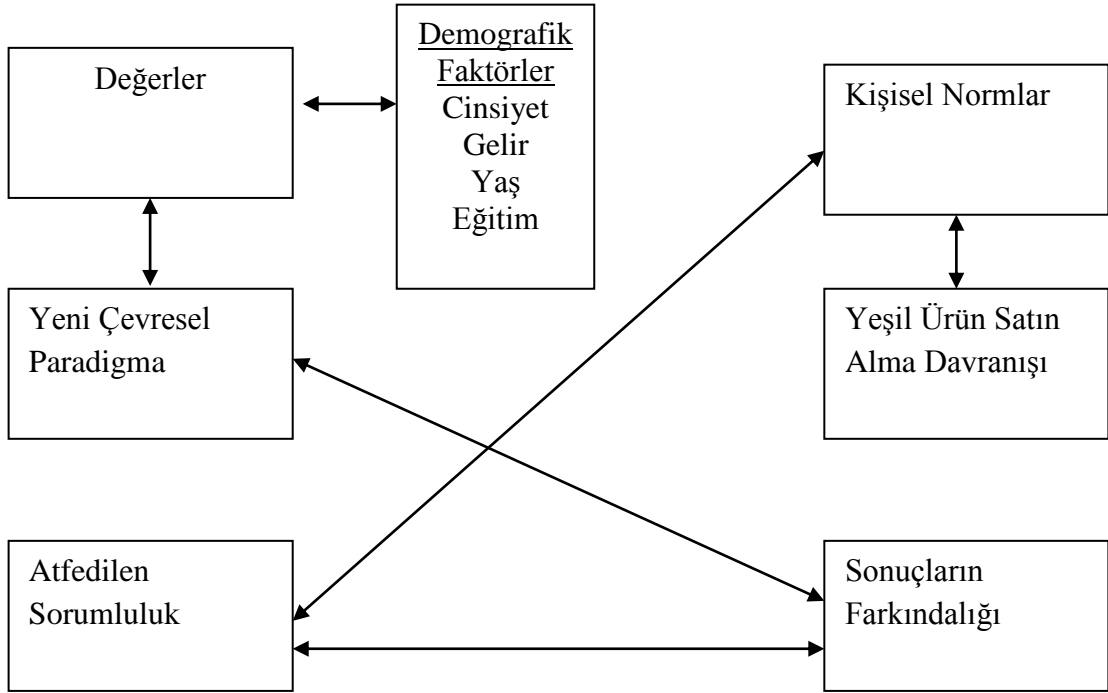 Değerler
Demografik
Faktörler
Cinsiyet
Gelir
Yaş
Eğitim
Kişisel Normlar
Yeni Çevresel
Paradigma
Yeşil Ürün Satın
Alma Davranışı
Atfedilen
Sorumluluk
Sonuçların
Farkındalığı